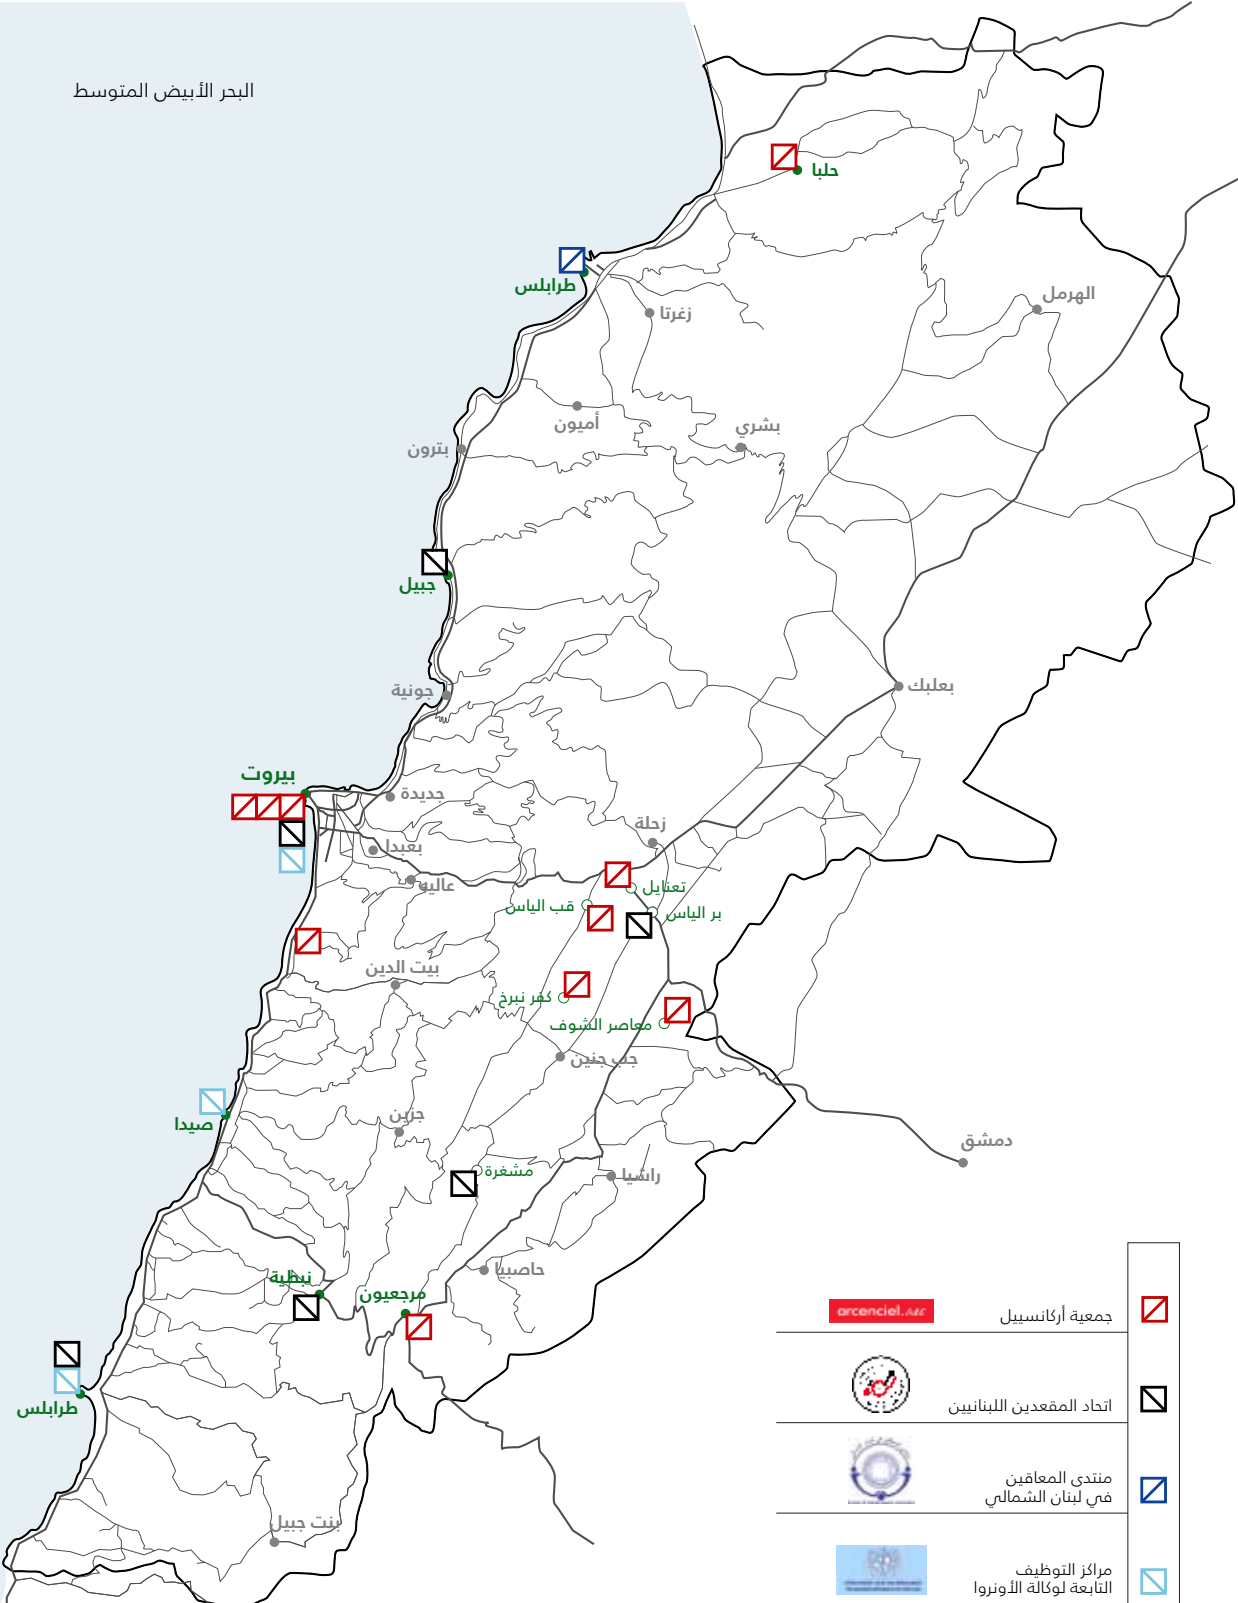 البحر الأبيض المتوسط
حلبا
طرابلس
الهرمل
زغرتا
أميون
بشري
بترون
جبيل
بعلبك
جونية
بيروت
جديدة
زحلة
بعبدا
عاليه
تعنايل
قب الياس
بر الياس
بيت الدين
كفر نبرخ
معاصر الشوف
جب جنين
جزين
صيدا
دمشق
مشغرة
راشيا
حاصبيا
نبطية
مرجعيون
طرابلس
بنت جبيل
جمعية أركانسييل
arcenciel.AEC
اتحاد المقعدين اللبنانيين
منتدى المعاقين
في لبنان الشمالي
مراكز التوظيف
التابعة لوكالة الأونروا